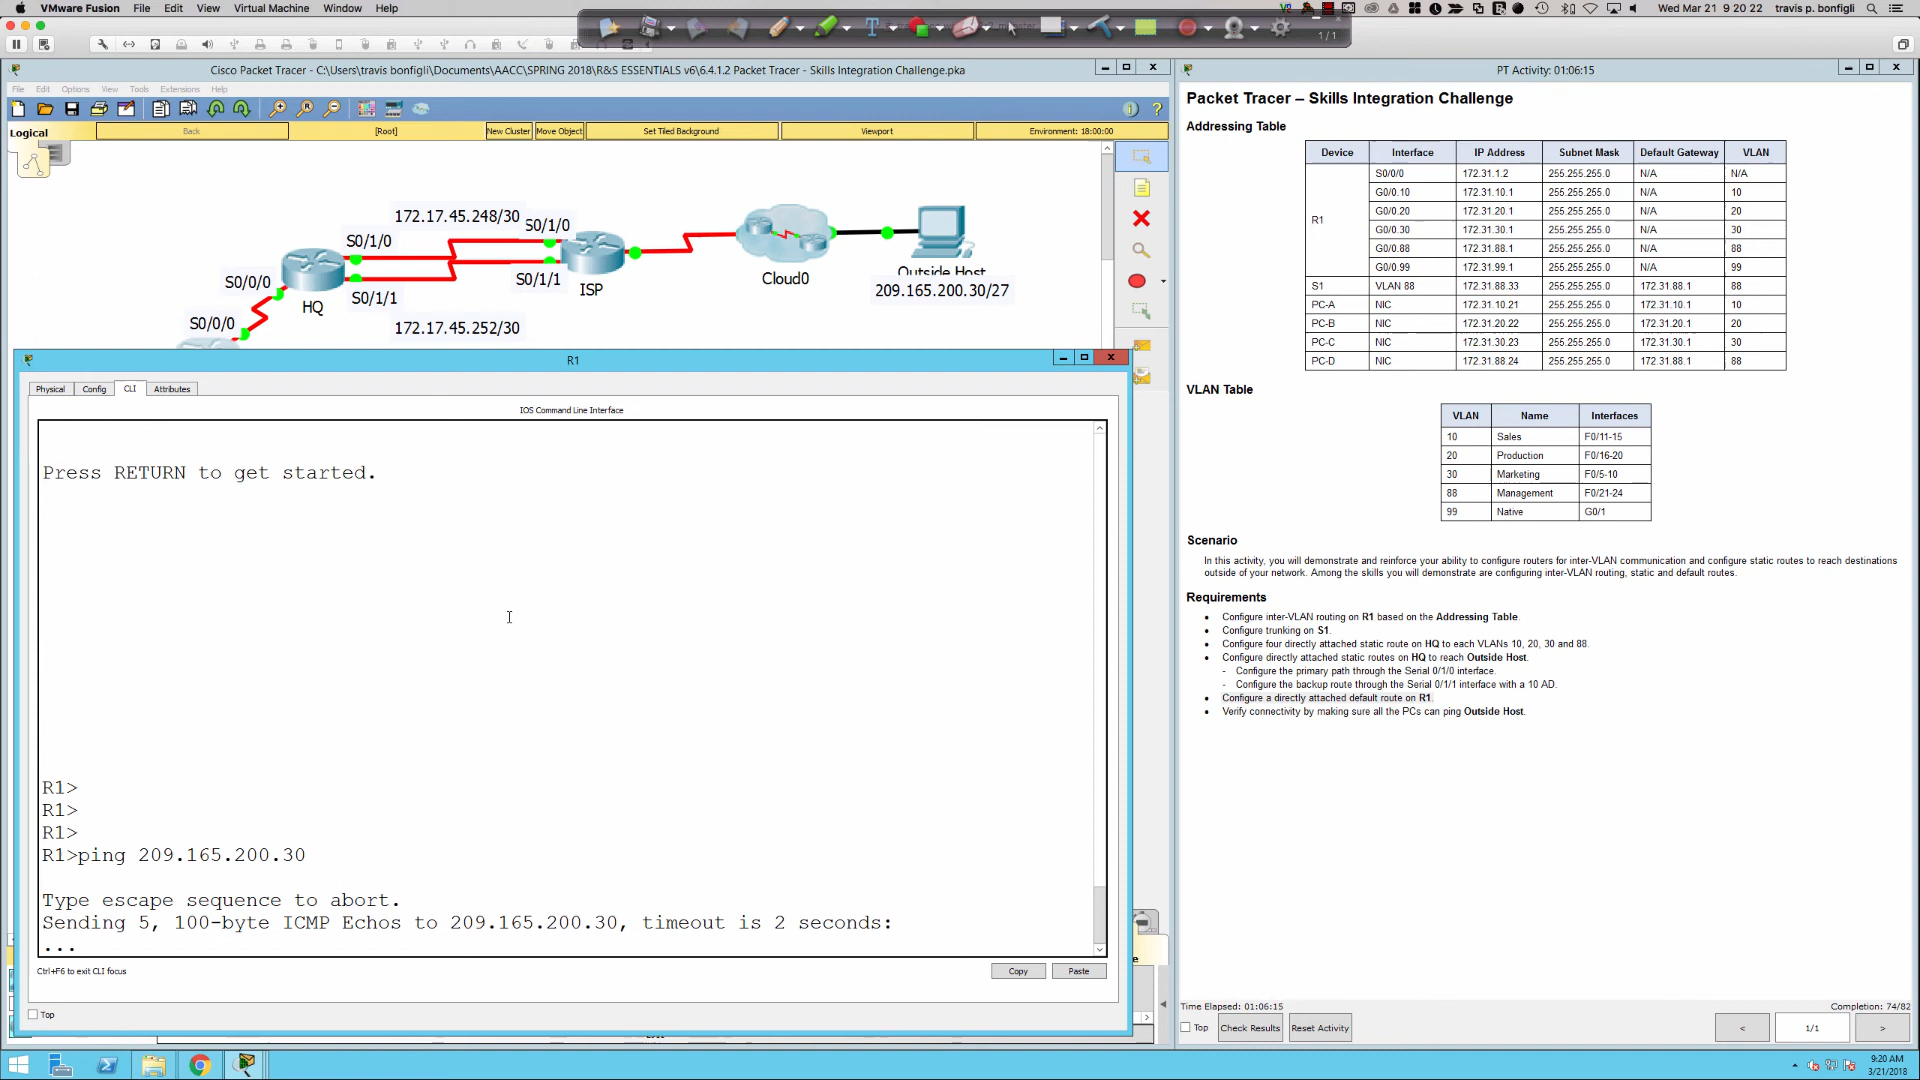 VMware Fusion File Edit View Virtual Machine Window Help
Wed Mar 21 9 20 22 travis p. bonfigli
1/1
Cisco Packet Tracer - C:\Users\travis bonfigli\Documents\AACC\SPRING 2018\R&S ESSENTIALS v6\6.4.1.2 Packet Tracer - Skills Integration Challenge.pka
File Edit Options View Tools Extensions Help
Logical Back [Root] New Cluster Move Object Set Tiled Background Viewport Environment: 18:00:00
172.17.45.248/30
S0/1/0
S0/1/0
S0/0/0
HQ
S0/1/1
S0/1/1
ISP
Cloud0
Outside Host
209.165.200.30/27
S0/0/0
172.17.45.252/30
R1
Physical Config CLI Attributes
IOS Command Line Interface
Press RETURN to get started.
R1>
R1>
R1>
R1>ping 209.165.200.30
Type escape sequence to abort.
Sending 5, 100-byte ICMP Echos to 209.165.200.30, timeout is 2 seconds:
...
Ctrl+F6 to exit CLI focus
Copy Paste
Top
PT Activity: 01:06:15
Packet Tracer – Skills Integration Challenge
Addressing Table
Device Interface IP Address Subnet Mask Default Gateway VLAN
R1
S0/0/0 172.31.1.2 255.255.255.0 N/A N/A
G0/0.10 172.31.10.1 255.255.255.0 N/A 10
G0/0.20 172.31.20.1 255.255.255.0 N/A 20
G0/0.30 172.31.30.1 255.255.255.0 N/A 30
G0/0.88 172.31.88.1 255.255.255.0 N/A 88
G0/0.99 172.31.99.1 255.255.255.0 N/A 99
S1 VLAN 88 172.31.88.33 255.255.255.0 172.31.88.1 88
PC-A NIC 172.31.10.21 255.255.255.0 172.31.10.1 10
PC-B NIC 172.31.20.22 255.255.255.0 172.31.20.1 20
PC-C NIC 172.31.30.23 255.255.255.0 172.31.30.1 30
PC-D NIC 172.31.88.24 255.255.255.0 172.31.88.1 88
VLAN Table
VLAN Name Interfaces
10 Sales F0/11-15
20 Production F0/16-20
30 Marketing F0/5-10
88 Management F0/21-24
99 Native G0/1
Scenario
In this activity, you will demonstrate and reinforce your ability to configure routers for inter-VLAN communication and configure static routes to reach destinations
outside of your network. Among the skills you will demonstrate are configuring inter-VLAN routing, static and default routes.
Requirements
• Configure inter-VLAN routing on R1 based on the Addressing Table.
• Configure trunking on S1.
• Configure four directly attached static route on HQ to each VLANs 10, 20, 30 and 88.
• Configure directly attached static routes on HQ to reach Outside Host.
- Configure the primary path through the Serial 0/1/0 interface.
- Configure the backup route through the Serial 0/1/1 interface with a 10 AD.
• Configure a directly attached default route on R1.
• Verify connectivity by making sure all the PCs can ping Outside Host.
Time Elapsed: 01:06:15 Completion: 74/82
Top Check Results Reset Activity < 1/1 >
9:20 AM
3/21/2018